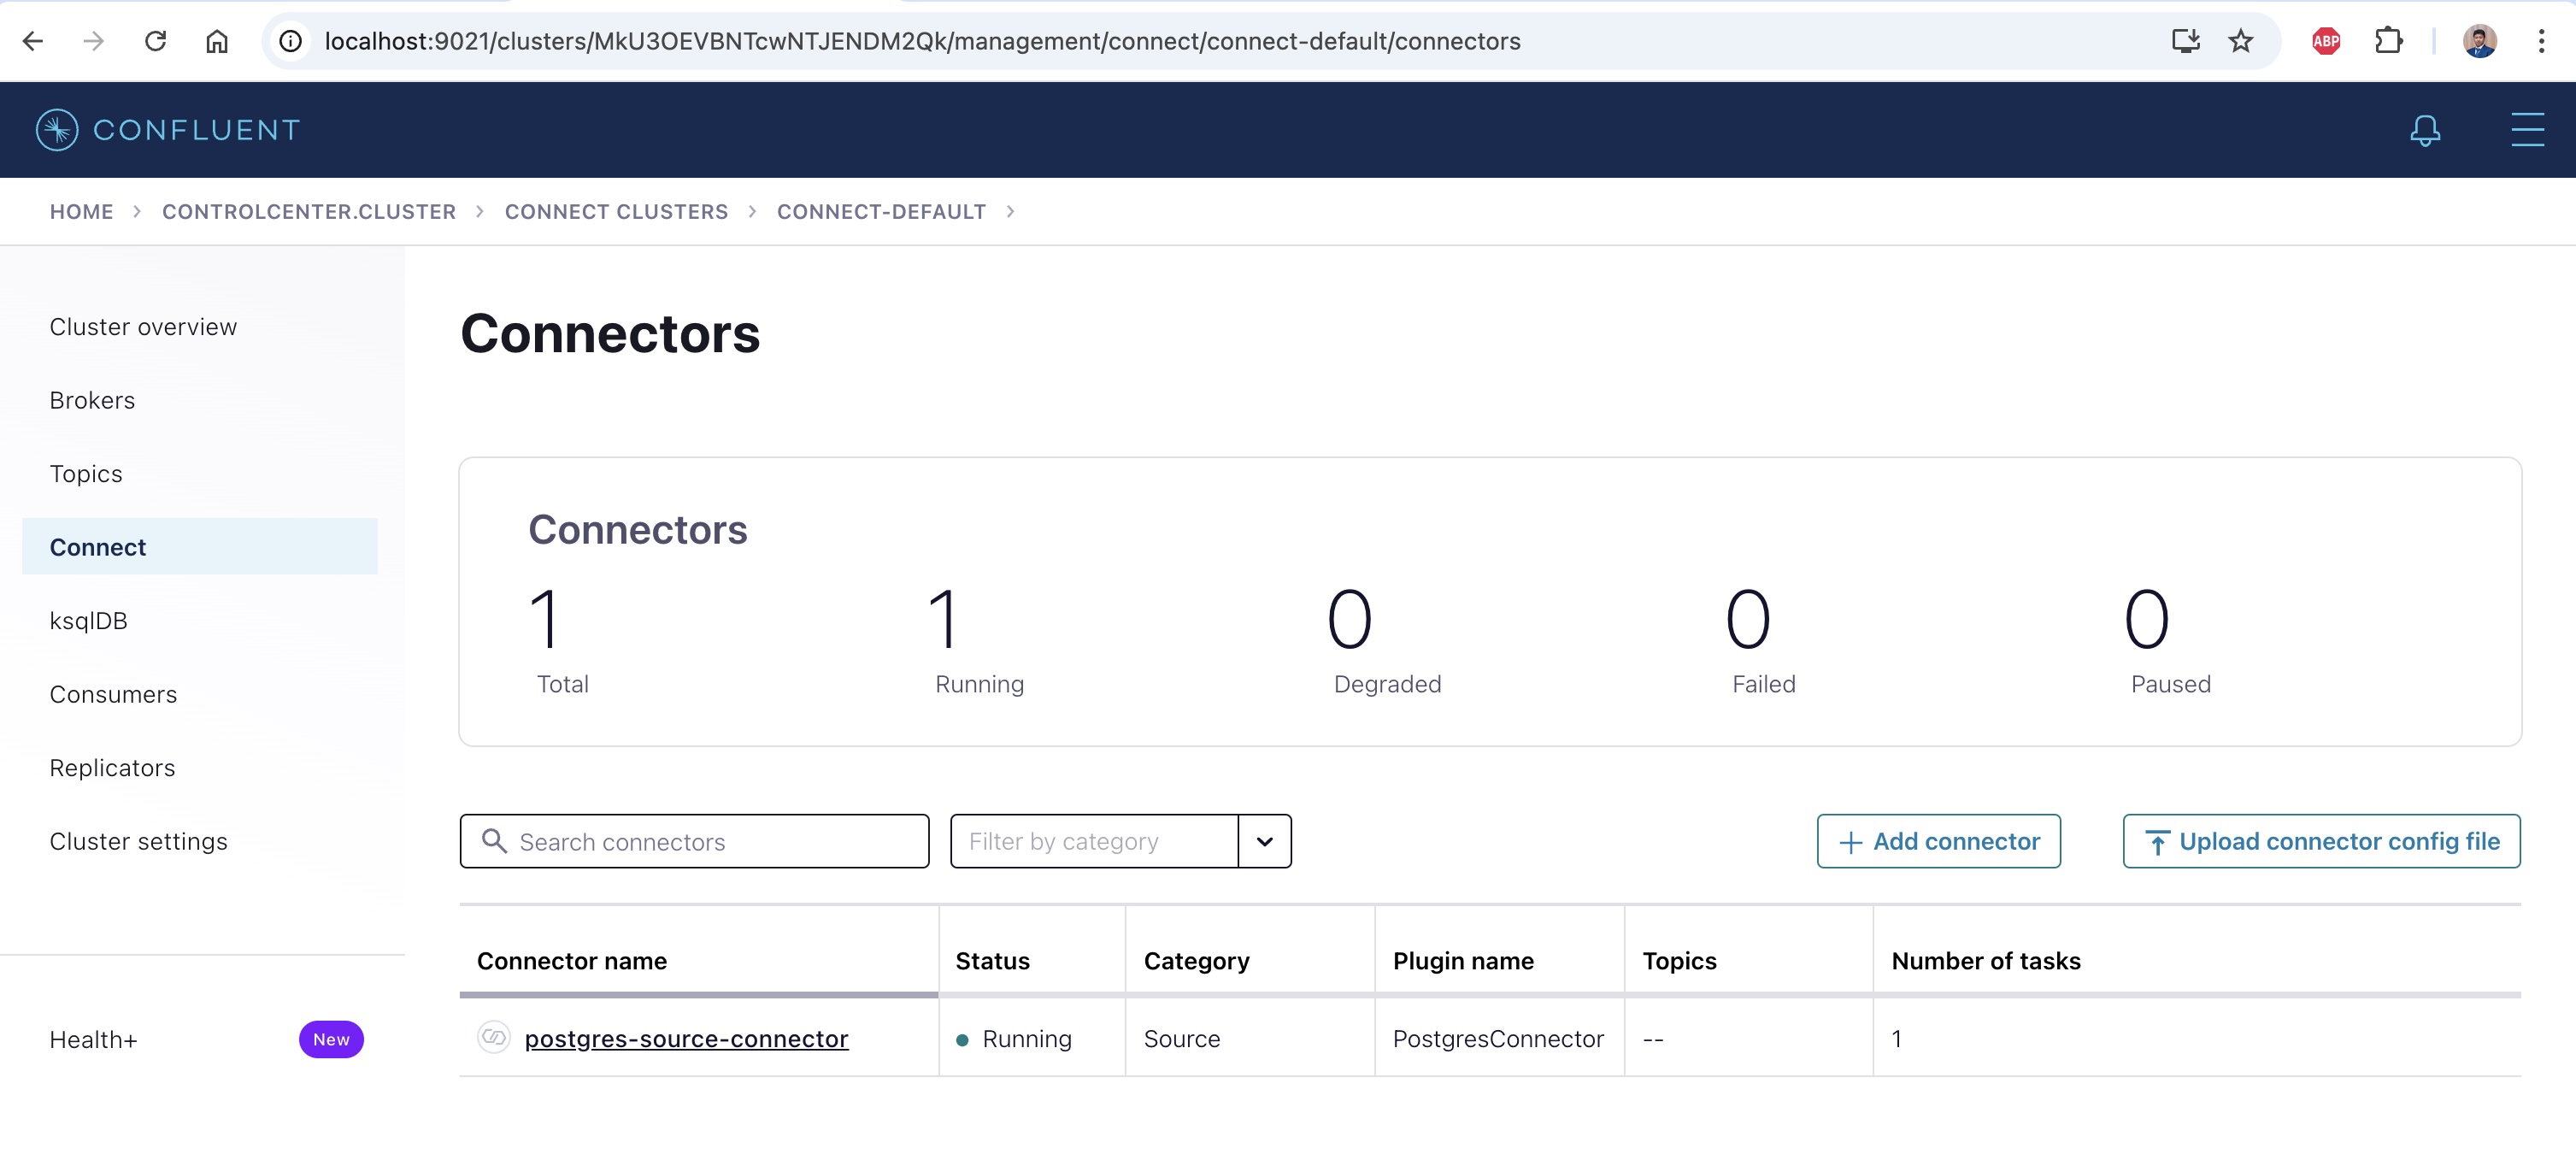 localhost:9021/clusters/MkU3OEVBNTcwNTJENDM2Qk/management/connect/connect-default/connectors
ABP
CONFLUENT
HOME > CONTROLCENTER.CLUSTER > CONNECT CLUSTERS > CONNECT-DEFAULT >
Cluster overview
Brokers
Topics
Connect
ksqlDB
Consumers
Replicators
Cluster settings
Health+ New
Connectors
Connectors
1 1 0 0 0
Total Running Degraded Failed Paused
Search connectors Filter by category + Add connector Upload connector config file
Connector name Status Category Plugin name Topics Number of tasks
postgres-source-connector Running Source PostgresConnector -- 1